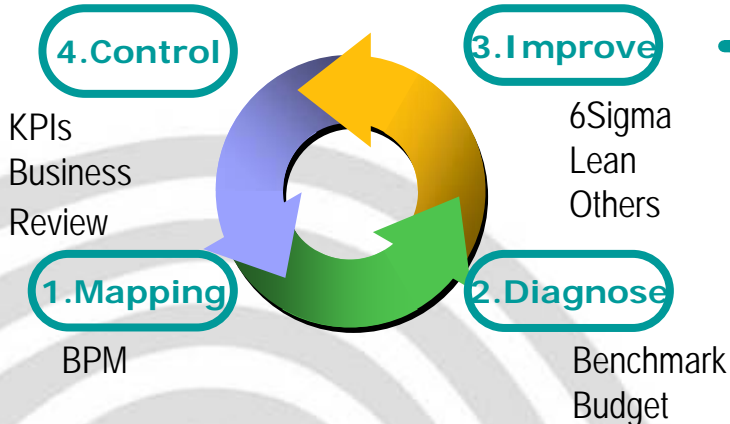 4.Control
KPIs
Business
Review
3.Improve
6Sigma
Lean
Others
1.Mapping
BPM
2.Diagnose
Benchmark
Budget